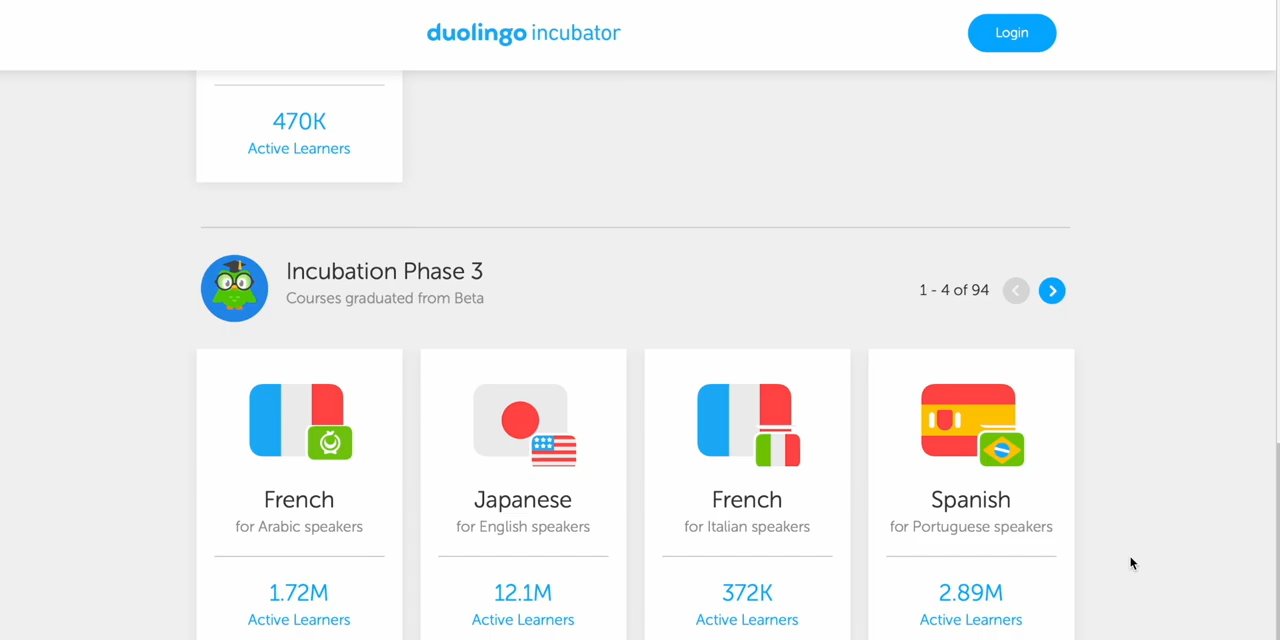 duolingo incubator
Login
470K
Active Learners
Incubation Phase 3
Courses graduated from Beta
1 - 4 of 94
French
for Arabic speakers
1.72M
Active Learners
Japanese
for English speakers
12.1M
Active Learners
French
for Italian speakers
372K
Active Learners
Spanish
for Portuguese speakers
2.89M
Active Learners